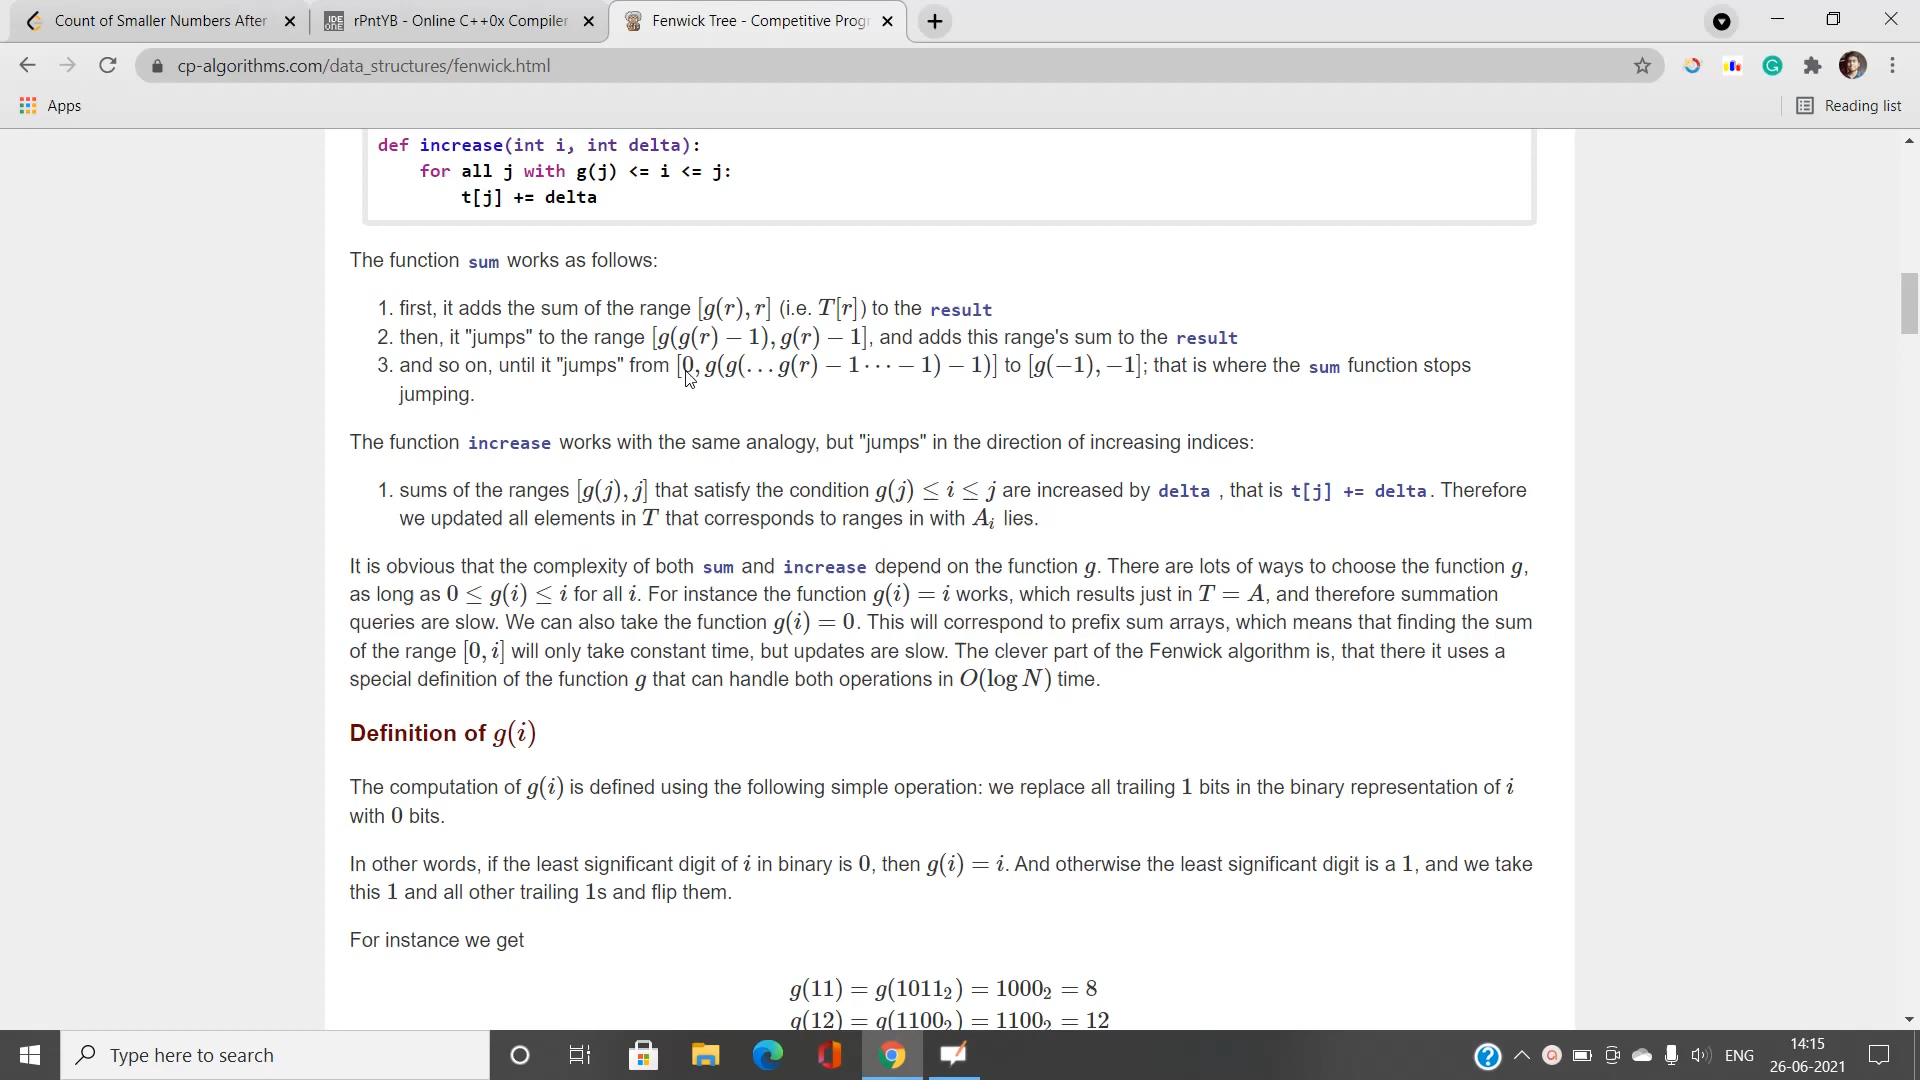 Count of Smaller Numbers After
rPntYB - Online C++0x Compiler
Fenwick Tree - Competitive Progr
cp-algorithms.com/data_structures/fenwick.html
Apps
Reading list
def increase(int i, int delta):
for all j with g(j) <= i <= j:
t[j] += delta
The function sum works as follows:
1. first, it adds the sum of the range [g(r), r] (i.e. T[r]) to the result
2. then, it "jumps" to the range [g(g(r) − 1), g(r) − 1], and adds this range's sum to the result
3. and so on, until it "jumps" from [0, g(g(… g(r) − 1 ⋯ − 1) − 1)] to [g(−1), −1]; that is where the sum function stops
jumping.
The function increase works with the same analogy, but "jumps" in the direction of increasing indices:
1. sums of the ranges [g(j), j] that satisfy the condition g(j) ≤ i ≤ j are increased by delta , that is t[j] += delta. Therefore
we updated all elements in T that corresponds to ranges in with Aᵢ lies.
It is obvious that the complexity of both sum and increase depend on the function g. There are lots of ways to choose the function g,
as long as 0 ≤ g(i) ≤ i for all i. For instance the function g(i) = i works, which results just in T = A, and therefore summation
queries are slow. We can also take the function g(i) = 0. This will correspond to prefix sum arrays, which means that finding the sum
of the range [0, i] will only take constant time, but updates are slow. The clever part of the Fenwick algorithm is, that there it uses a
special definition of the function g that can handle both operations in O(log N) time.
Definition of g(i)
The computation of g(i) is defined using the following simple operation: we replace all trailing 1 bits in the binary representation of i
with 0 bits.
In other words, if the least significant digit of i in binary is 0, then g(i) = i. And otherwise the least significant digit is a 1, and we take
this 1 and all other trailing 1s and flip them.
For instance we get
g(11) = g(1011₂) = 1000₂ = 8
g(12) = g(1100₂) = 1100₂ = 12
Type here to search
ENG
14:15
26-06-2021